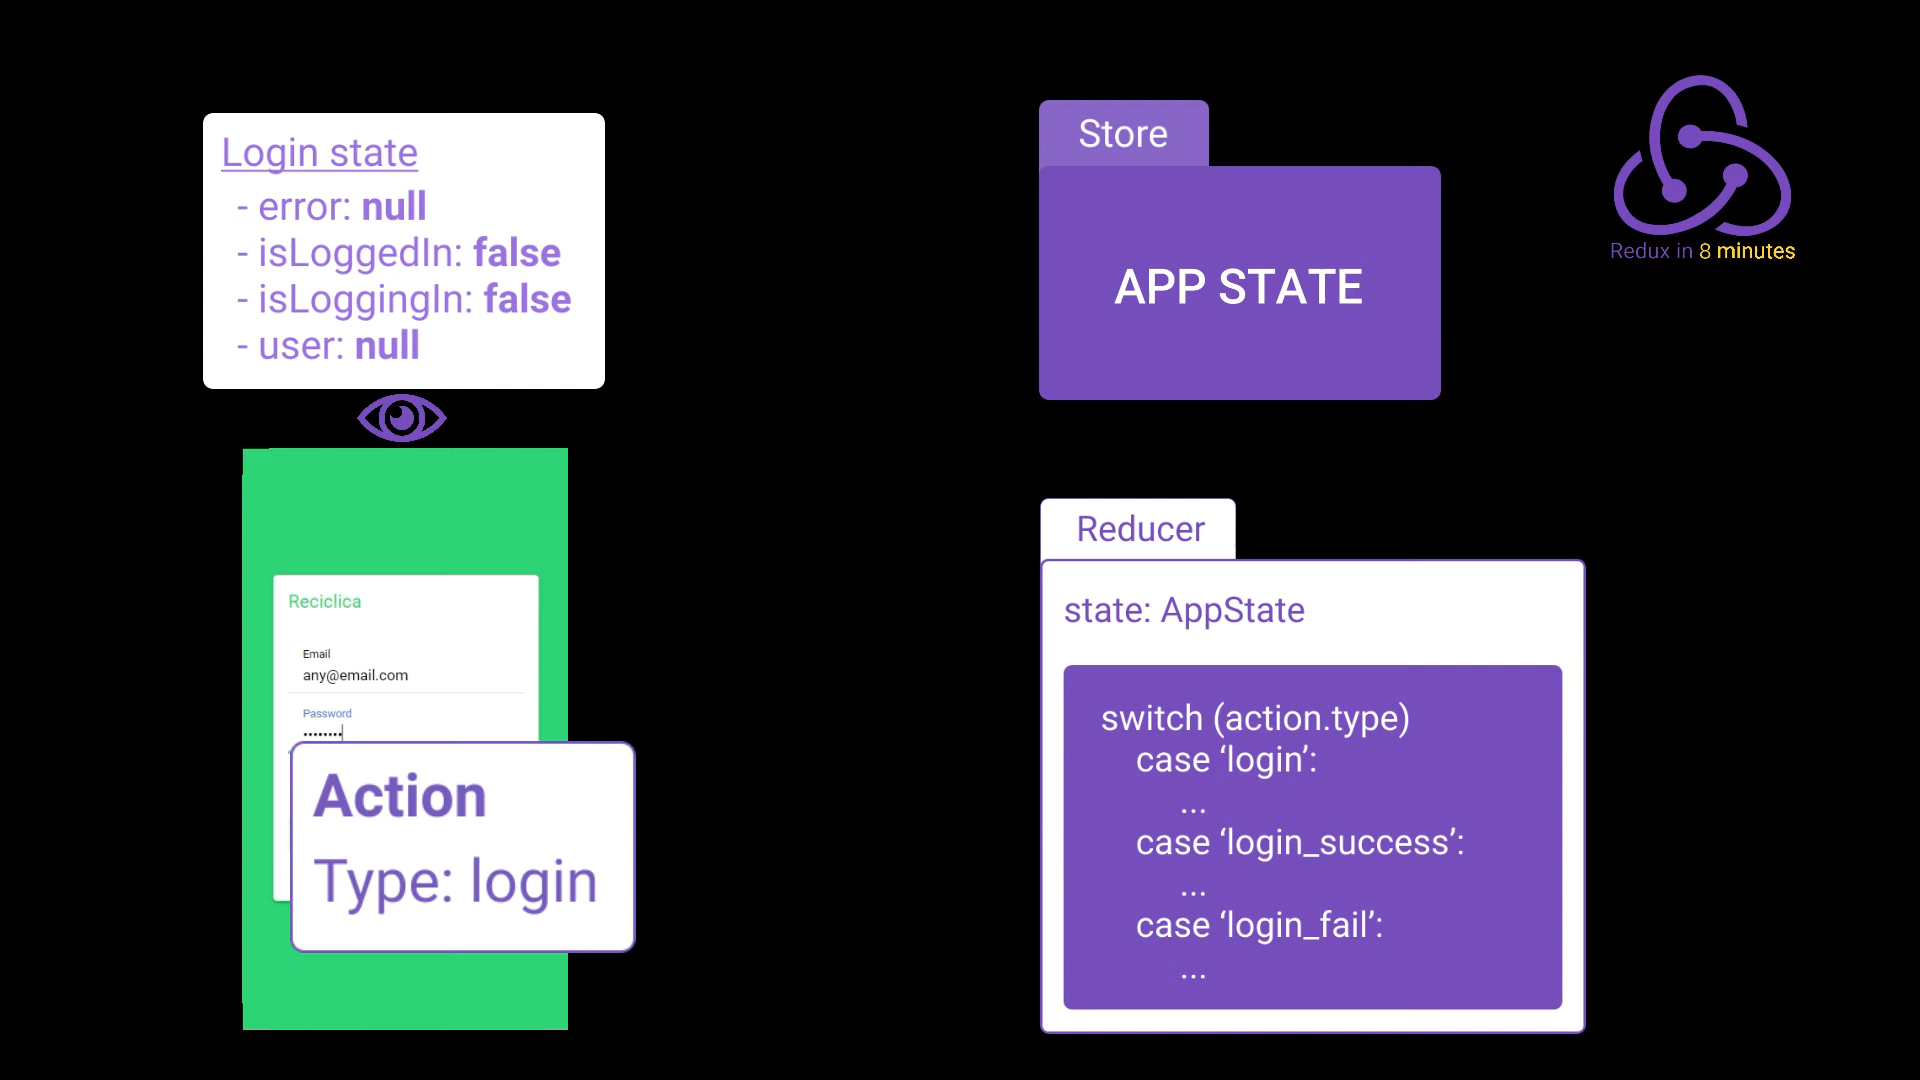 Login state
- error: null
- isLoggedIn: false
- isLoggingIn: false
- user: null
Store
APP STATE
Redux in 8 minutes
Reciclica
Email
any@email.com
Password
••••••••
Action
Type: login
Reducer
state: AppState
switch (action.type)
case ‘login’:
...
case ‘login_success’:
...
case ‘login_fail’:
...